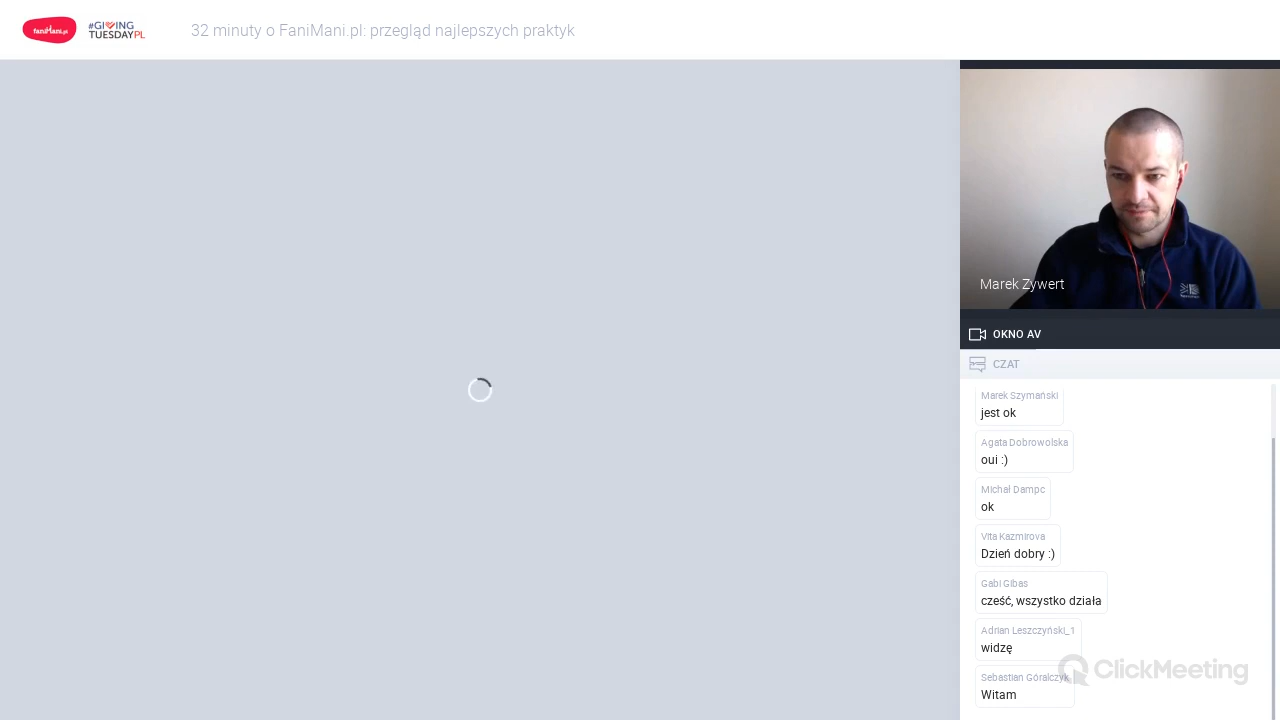 faniMani.pl
#GIVING
TUESDAYPL
32 minuty o FaniMani.pl: przegląd najlepszych praktyk
Marek Zywert
OKNO AV
CZAT
Marek Szymański
jest ok
Agata Dobrowolska
oui :)
Michał Dampc
ok
Vita Kazmirova
Dzień dobry :)
Gabi Gibas
cześć, wszystko działa
Adrian Leszczyński_1
widzę
Sebastian Góralczyk
Witam
ClickMeeting